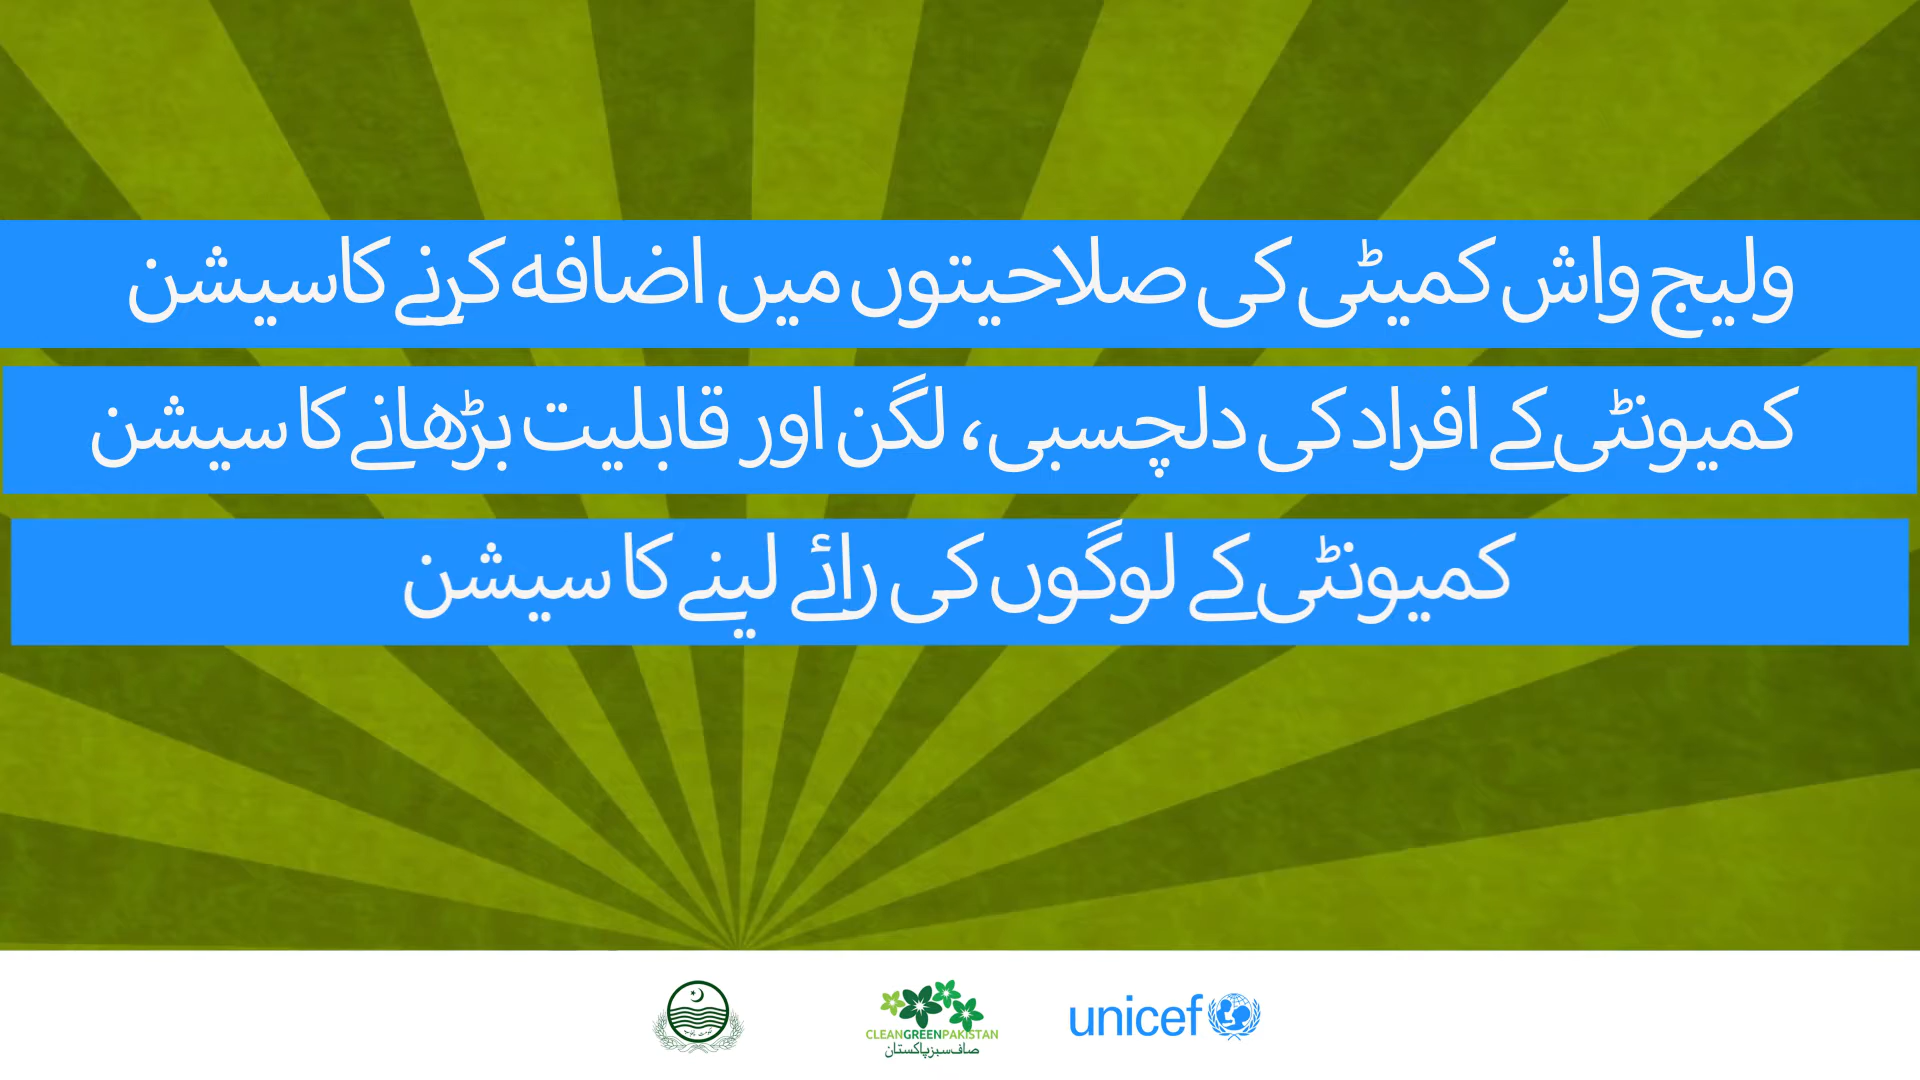 ولیج واش کمیٹی کی صلاحیتوں میں اضافہ کرنے کا سیشن
کمیونٹی کے افراد کی دلچسبی، لگن اور قابلیت بڑھانے کا سیشن
کمیونٹی کے لوگوں کی رائے لینے کا سیشن
CLEANGREENPAKISTAN
صاف سبز پاکستان
unicef